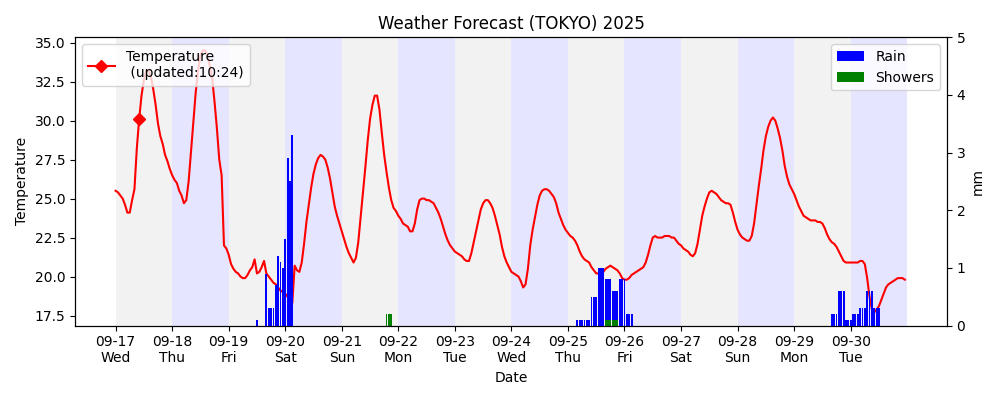 Weather Forecast (TOKYO) 2025
Temperature
(updated:10:24)
Rain
Showers
35.0
32.5
30.0
27.5
25.0
22.5
20.0
17.5
Temperature
5
4
3
2
1
0
mm
09-17 09-18 09-19 09-20 09-21 09-22 09-23 09-24 09-25 09-26 09-27 09-28 09-29 09-30
Wed Thu Fri Sat Sun Mon Tue Wed Thu Fri Sat Sun Mon Tue
Date